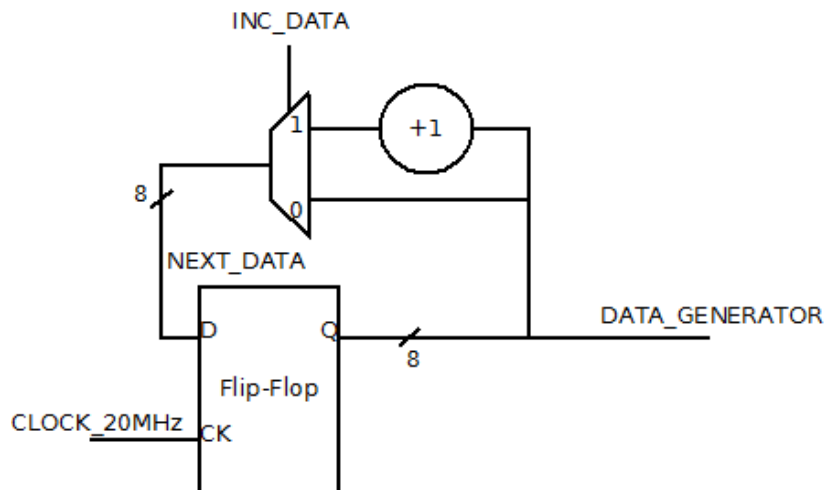 INC_DATA
1
+1
8
0
NEXT_DATA
D
Q
DATA_GENERATOR
8
Flip-Flop
CLOCK_20MHz
CK